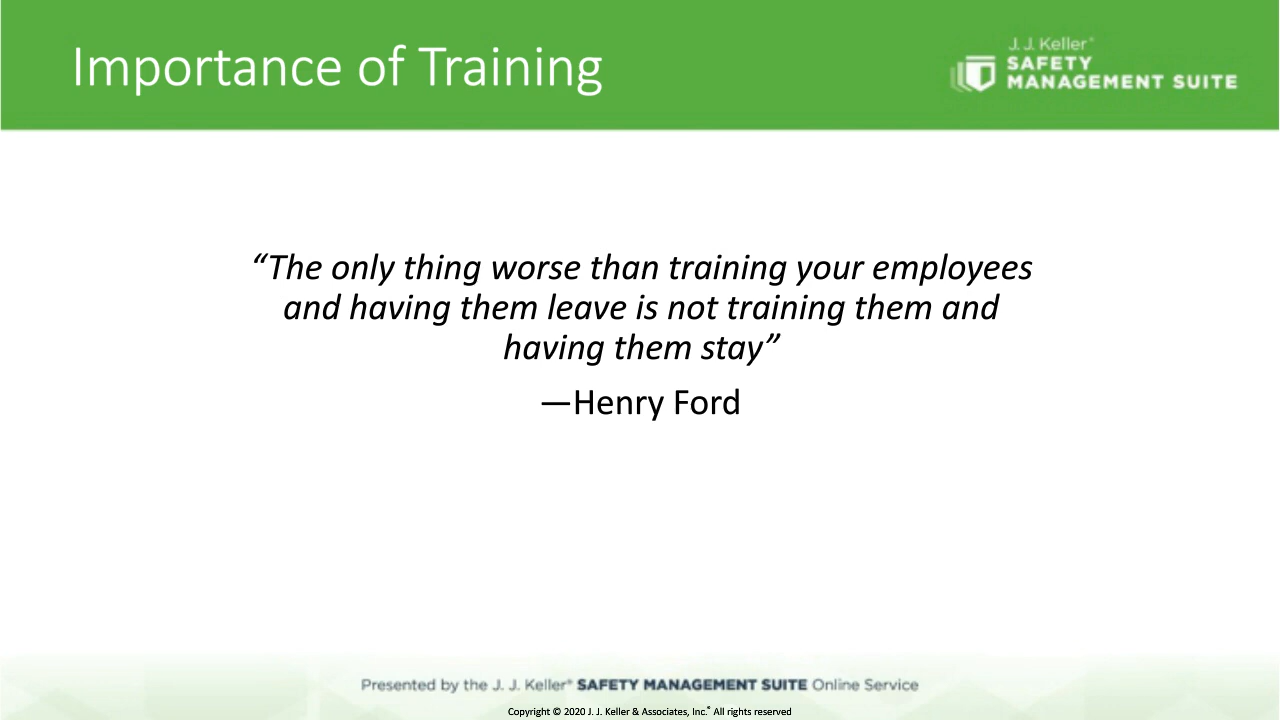 Importance of Training
J. J. Keller®
SAFETY
MANAGEMENT SUITE
“The only thing worse than training your employees
and having them leave is not training them and
having them stay”
—Henry Ford
Presented by the J. J. Keller® SAFETY MANAGEMENT SUITE Online Service
Copyright © 2020 J. J. Keller & Associates, Inc.® All rights reserved